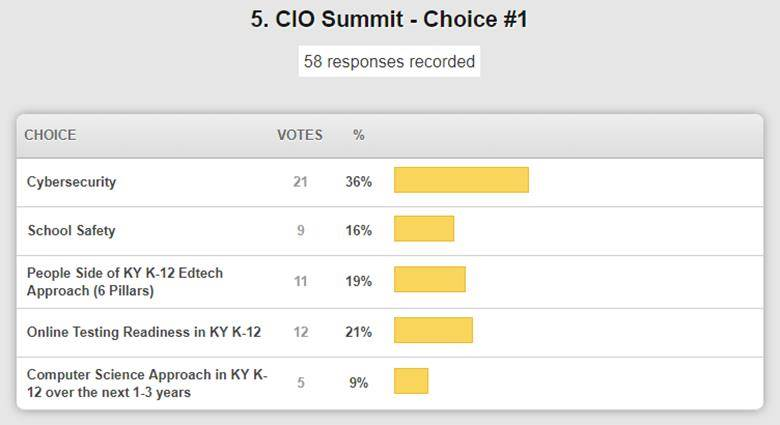 5. CIO Summit - Choice #1
58 responses recorded
CHOICE VOTES %
Cybersecurity 21 36%
School Safety 9 16%
People Side of KY K-12 Edtech
Approach (6 Pillars) 11 19%
Online Testing Readiness in KY K-12 12 21%
Computer Science Approach in KY K-
12 over the next 1-3 years 5 9%